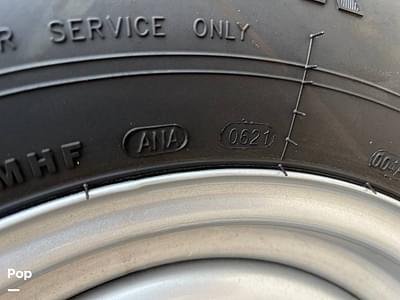 R SERVICE ONLY
MHF ANA 0621
Pop